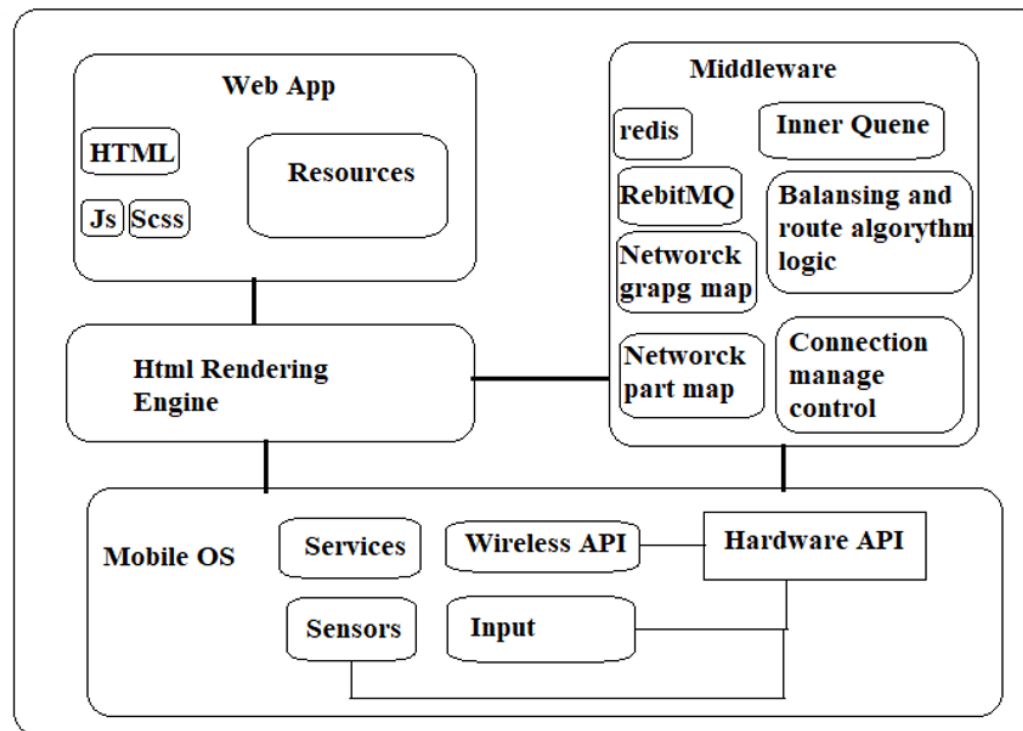 Web App
HTML
Js
Scss
Resources
Middleware
redis
Inner Quene
RebitMQ
Balansing and
route algorythm
logic
Networck
grapg map
Networck
part map
Connection
manage
control
Html Rendering
Engine
Mobile OS
Services
Wireless API
Hardware API
Sensors
Input